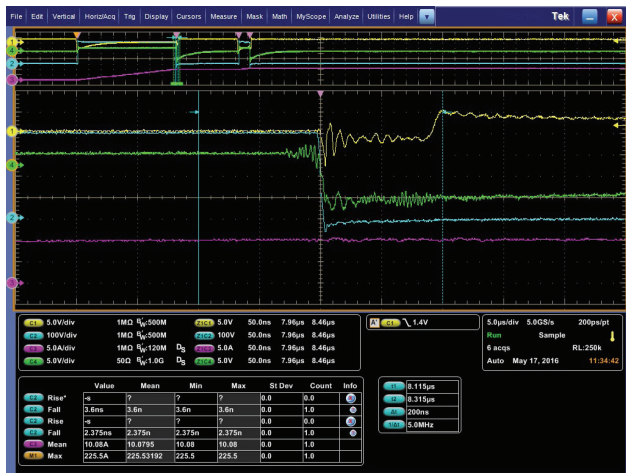 File Edit Vertical Horiz/Acq Trig Display Cursors Measure Mask Math MyScope Analyze Utilities Help Tek X
1
4
2
3
1
4
2
3
C1 5.0V/div 1MΩ BW:500M Z1C1 5.0V 50.0ns 7.96µs 8.46µs
C2 100V/div 1MΩ BW:500M Z1C2 100V 50.0ns 7.96µs 8.46µs
C3 5.0A/div 1MΩ BW:120M DS Z1C3 5.0A 50.0ns 7.96µs 8.46µs
C4 5.0V/div 50Ω BW:1.0G DS Z1C4 5.0V 50.0ns 7.96µs 8.46µs
A' C1 1.4V
5.0µs/div 5.0GS/s 200ps/pt
Run Sample
6 acqs RL:250k
Auto May 17, 2016 11:34:42
Value Mean Min Max St Dev Count Info
Rise* -s ? ? ? 0.0 0.0
Fall 3.6ns 3.6n 3.6n 3.6n 0.0 1.0
C2 Rise -s ? ? ? 0.0 0.0
C2 Fall 2.375ns 2.375n 2.375n 2.375n 0.0 1.0
C3 Mean 10.08A 10.0795 10.08 10.08 0.0 1.0
M1 Max 225.5A 225.53192 225.5 225.5 0.0 1.0
t1 8.115µs
t2 8.315µs
Δt 200ns
1/Δt 5.0MHz